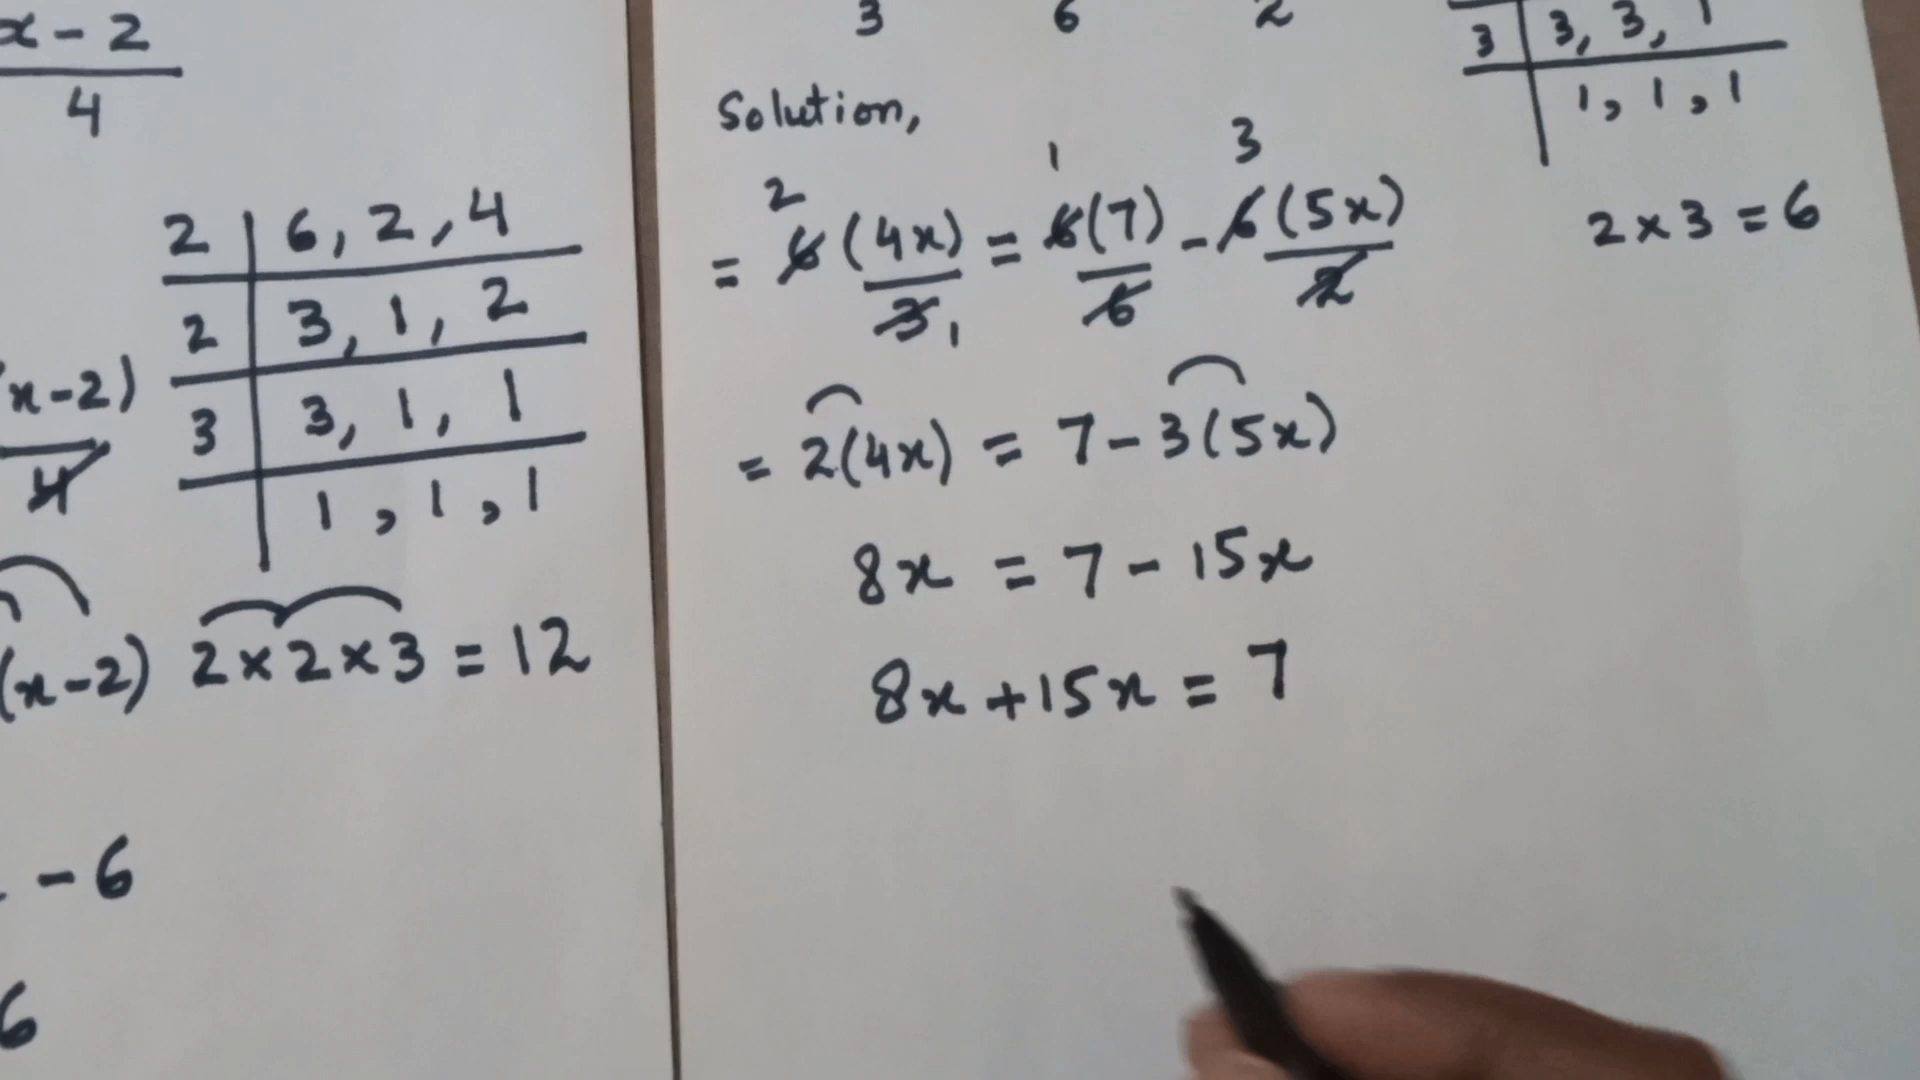 x - 2
4
2 | 6, 2, 4
2 | 3, 1, 2
3 | 3, 1, 1
1, 1, 1
x-2)
4
(x-2) 2×2×3 = 12
- 6
6
3 6 2
Solution,
= 2 6 (4x) / 3 1 = 1 6 (7) / 6 - 3 6 (5x) / 2
= 2(4x) = 7 - 3(5x)
8x = 7 - 15x
8x + 15x = 7
3 | 3, 3, 1
1, 1, 1
2 × 3 = 6